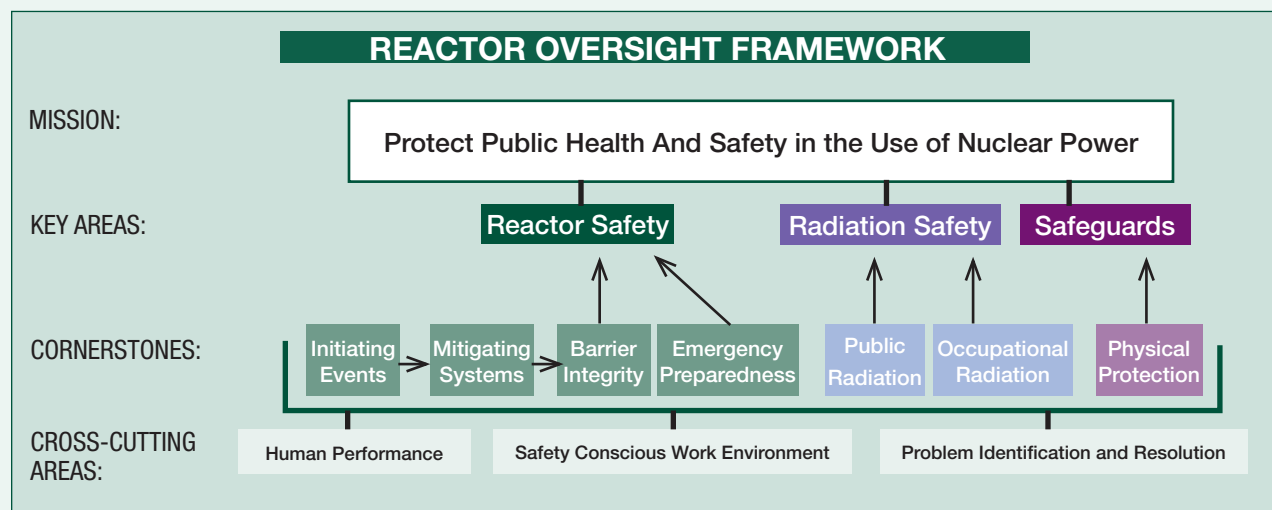 REACTOR OVERSIGHT FRAMEWORK
MISSION:
Protect Public Health And Safety in the Use of Nuclear Power
KEY AREAS:
Reactor Safety
Radiation Safety
Safeguards
CORNERSTONES:
Initiating
Events
Mitigating
Systems
Barrier
Integrity
Emergency
Preparedness
Public
Radiation
Occupational
Radiation
Physical
Protection
CROSS-CUTTING
AREAS:
Human Performance
Safety Conscious Work Environment
Problem Identification and Resolution